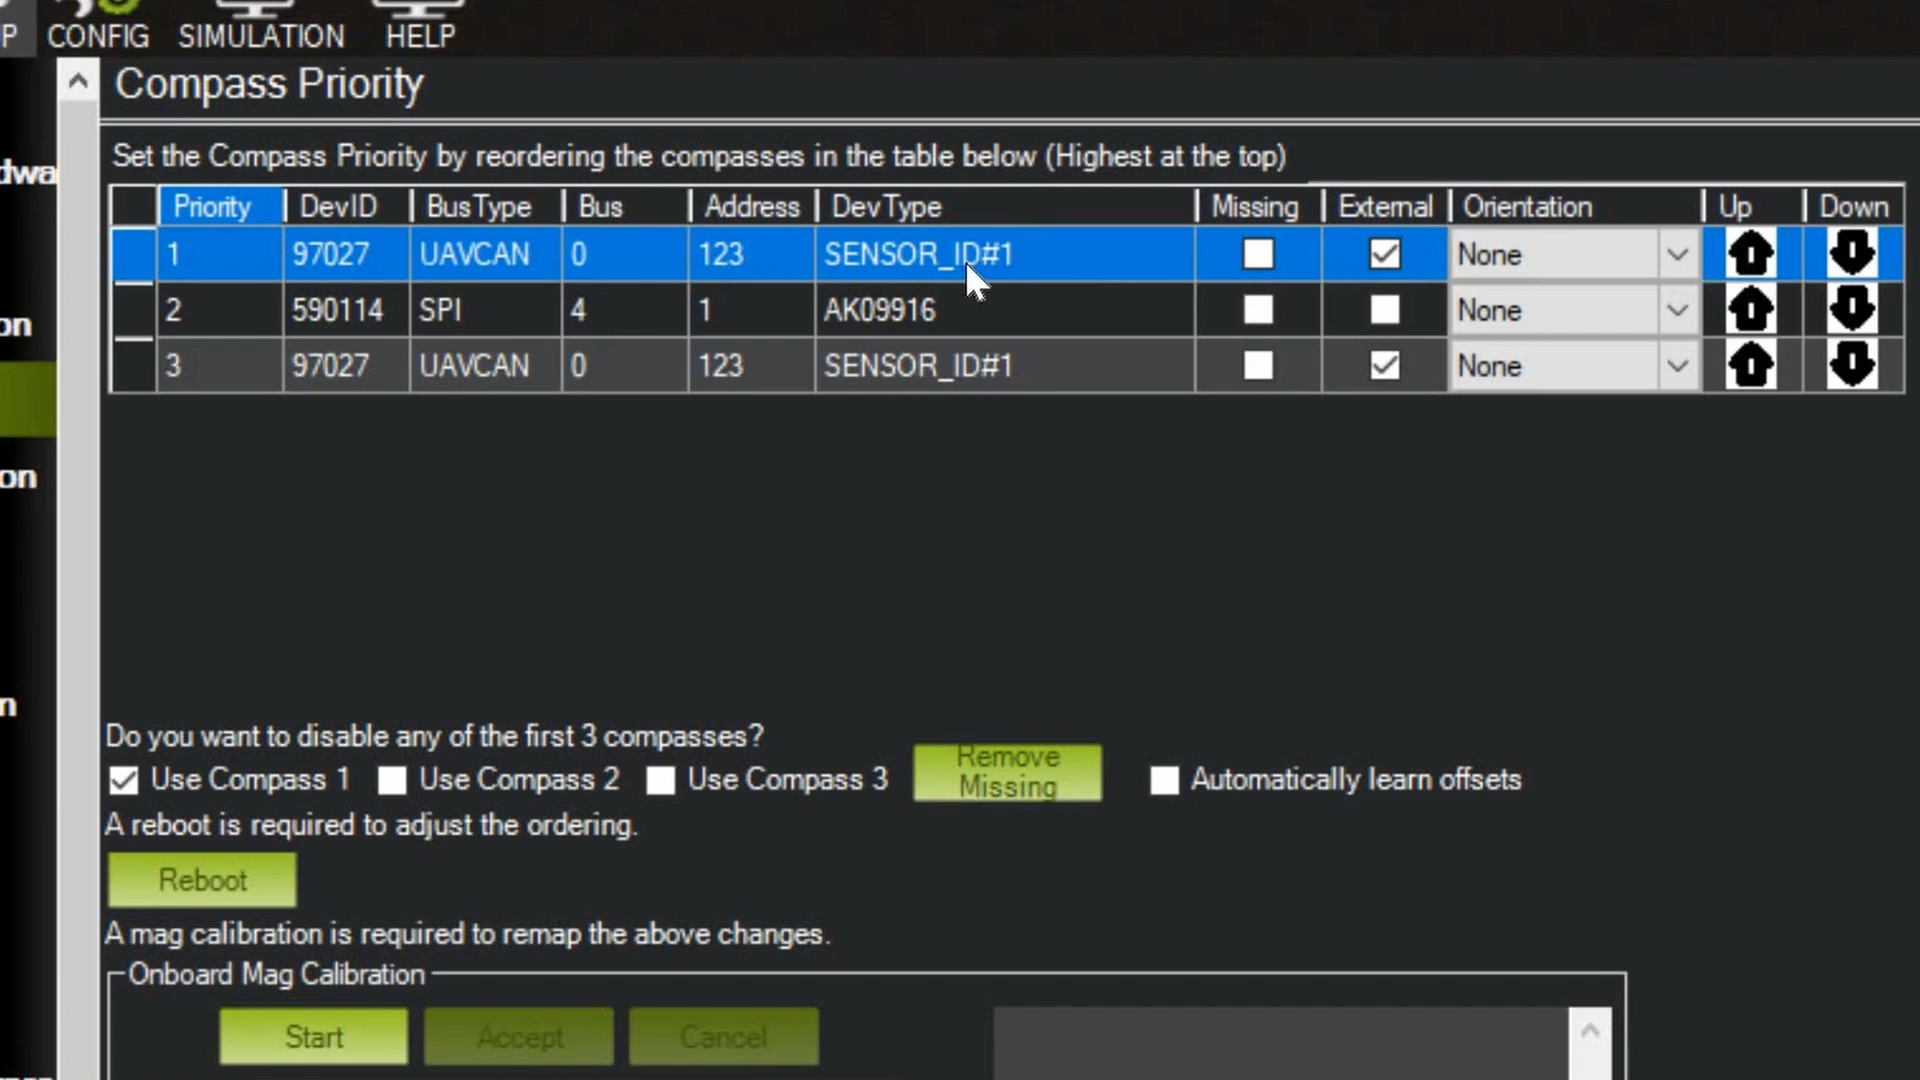 P CONFIG SIMULATION HELP
Compass Priority
dwa
Set the Compass Priority by reordering the compasses in the table below (Highest at the top)
Priority DevID BusType Bus Address DevType Missing External Orientation Up Down
1 97027 UAVCAN 0 123 SENSOR_ID#1 None
2 590114 SPI 4 1 AK09916 None
on
3 97027 UAVCAN 0 123 SENSOR_ID#1 None
on
n
Do you want to disable any of the first 3 compasses?
Use Compass 1 Use Compass 2 Use Compass 3 Remove Missing Automatically learn offsets
A reboot is required to adjust the ordering.
Reboot
A mag calibration is required to remap the above changes.
Onboard Mag Calibration
Start Accept Cancel